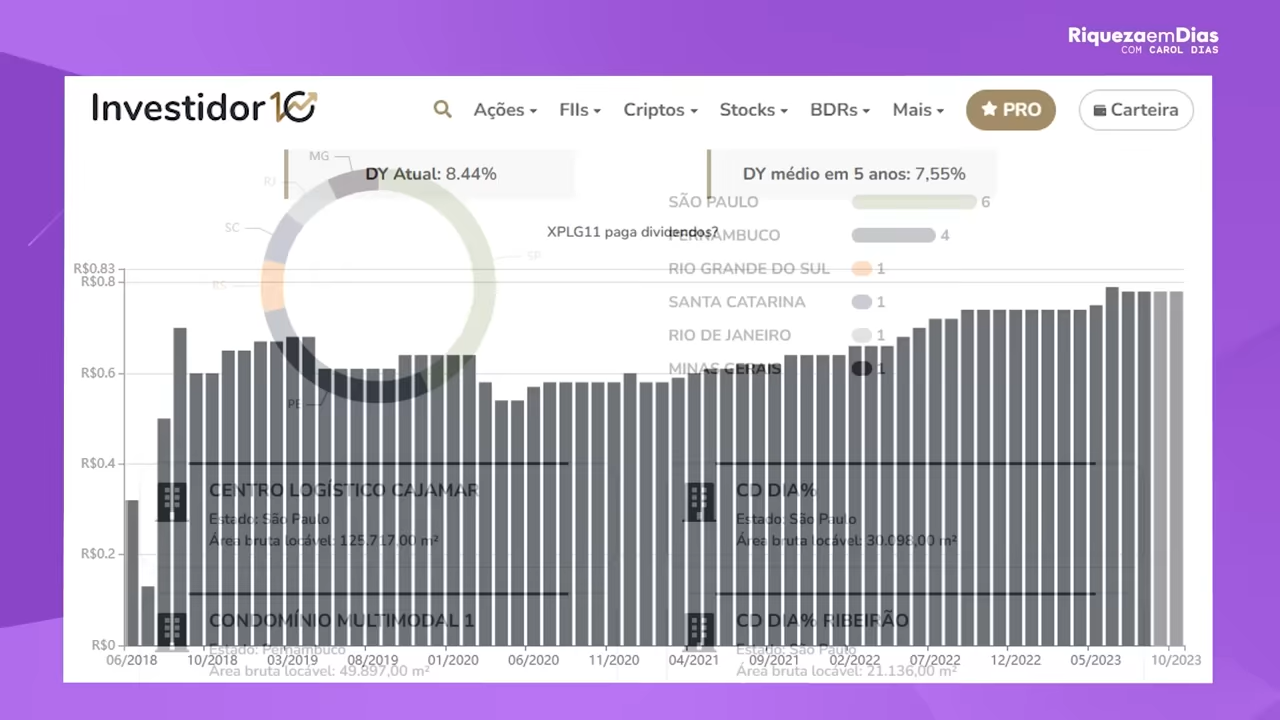 RiquezaemDias
COM CAROL DIAS
Investidor10
Ações
FIIs
Criptos
Stocks
BDRs
Mais
PRO
Carteira
MG
DY Atual: 8.44%
DY médio em 5 anos: 7,55%
RJ
SÃO PAULO 6
SC
XPLG11 paga dividendos?
PERNAMBUCO 4
SP
R$0.83
RIO GRANDE DO SUL 1
R$0.8
RS
SANTA CATARINA 1
RIO DE JANEIRO 1
R$0.6
MINAS GERAIS 1
PE
R$0.4
CENTRO LOGÍSTICO CAJAMAR
Estado: São Paulo
Área bruta locável: 125.717,00 m²
CD DIA%
Estado: São Paulo
Área bruta locável: 30.098,00 m²
R$0.2
CONDOMÍNIO MULTIMODAL 1
Estado: Pernambuco
Área bruta locável: 49.897,00 m²
CD DIA% RIBEIRÃO
Estado: São Paulo
Área bruta locável: 21.136,00 m²
R$0
06/2018 10/2018 03/2019 08/2019 01/2020 06/2020 11/2020 04/2021 09/2021 02/2022 07/2022 12/2022 05/2023 10/2023